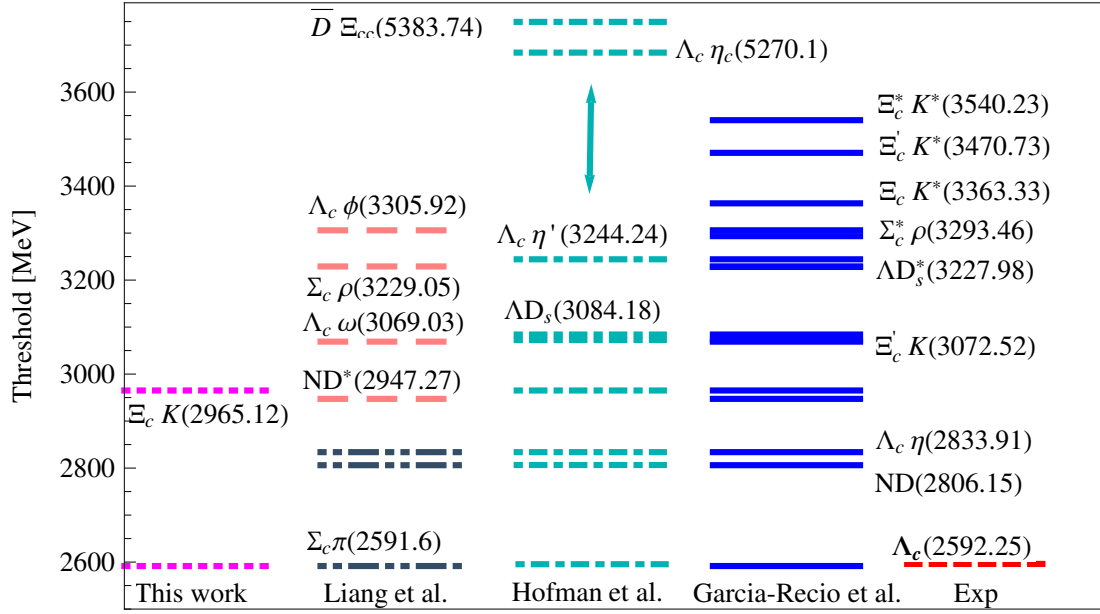 D̅ Ξcc(5383.74)
Λc ηc(5270.1)
3600
Ξc* K*(3540.23)
Ξc' K*(3470.73)
3400
Λc ϕ(3305.92)
Ξc K*(3363.33)
Λc η'(3244.24)
Σc* ρ(3293.46)
Threshold [MeV]
3200
Σc ρ(3229.05)
ΛDs*(3227.98)
Λc ω(3069.03)
ΛDs(3084.18)
Ξc' K(3072.52)
3000
ND*(2947.27)
Ξc K(2965.12)
Λc η(2833.91)
2800
ND(2806.15)
Σcπ(2591.6)
Λc(2592.25)
2600
This work Liang et al. Hofman et al. Garcia-Recio et al. Exp